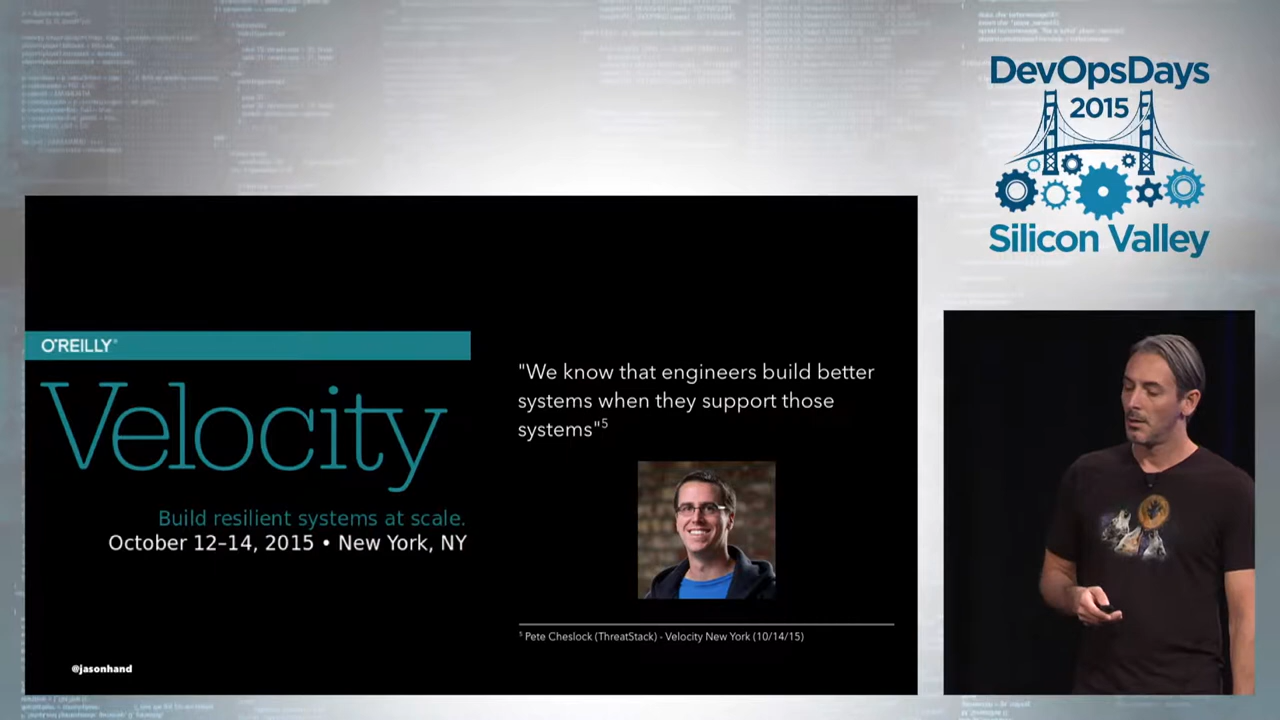 DevOpsDays
2015
Silicon Valley
O'REILLY®
Velocity
Build resilient systems at scale.
October 12–14, 2015 • New York, NY
"We know that engineers build better
systems when they support those
systems"⁵
⁵ Pete Cheslock (ThreatStack) - Velocity New York (10/14/15)
@jasonhand